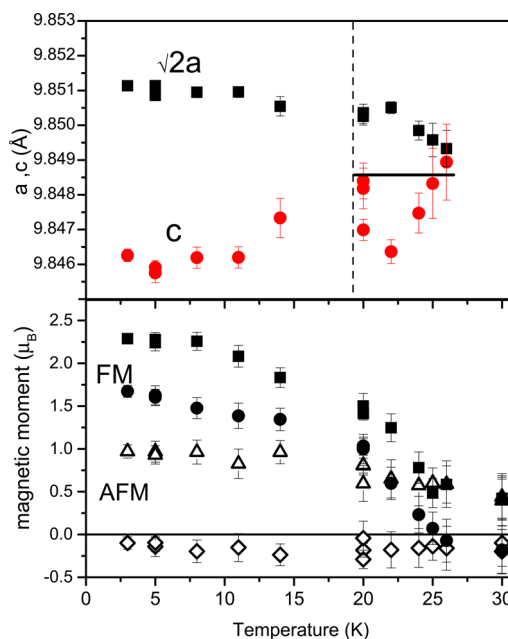 9.853
9.852
9.851
9.850
9.849
9.848
9.847
9.846
a ,c (Å)
√2a
c
2.5
2.0
1.5
1.0
0.5
0.0
-0.5
magnetic moment (μB)
FM
AFM
0 5 10 15 20 25 30
Temperature (K)